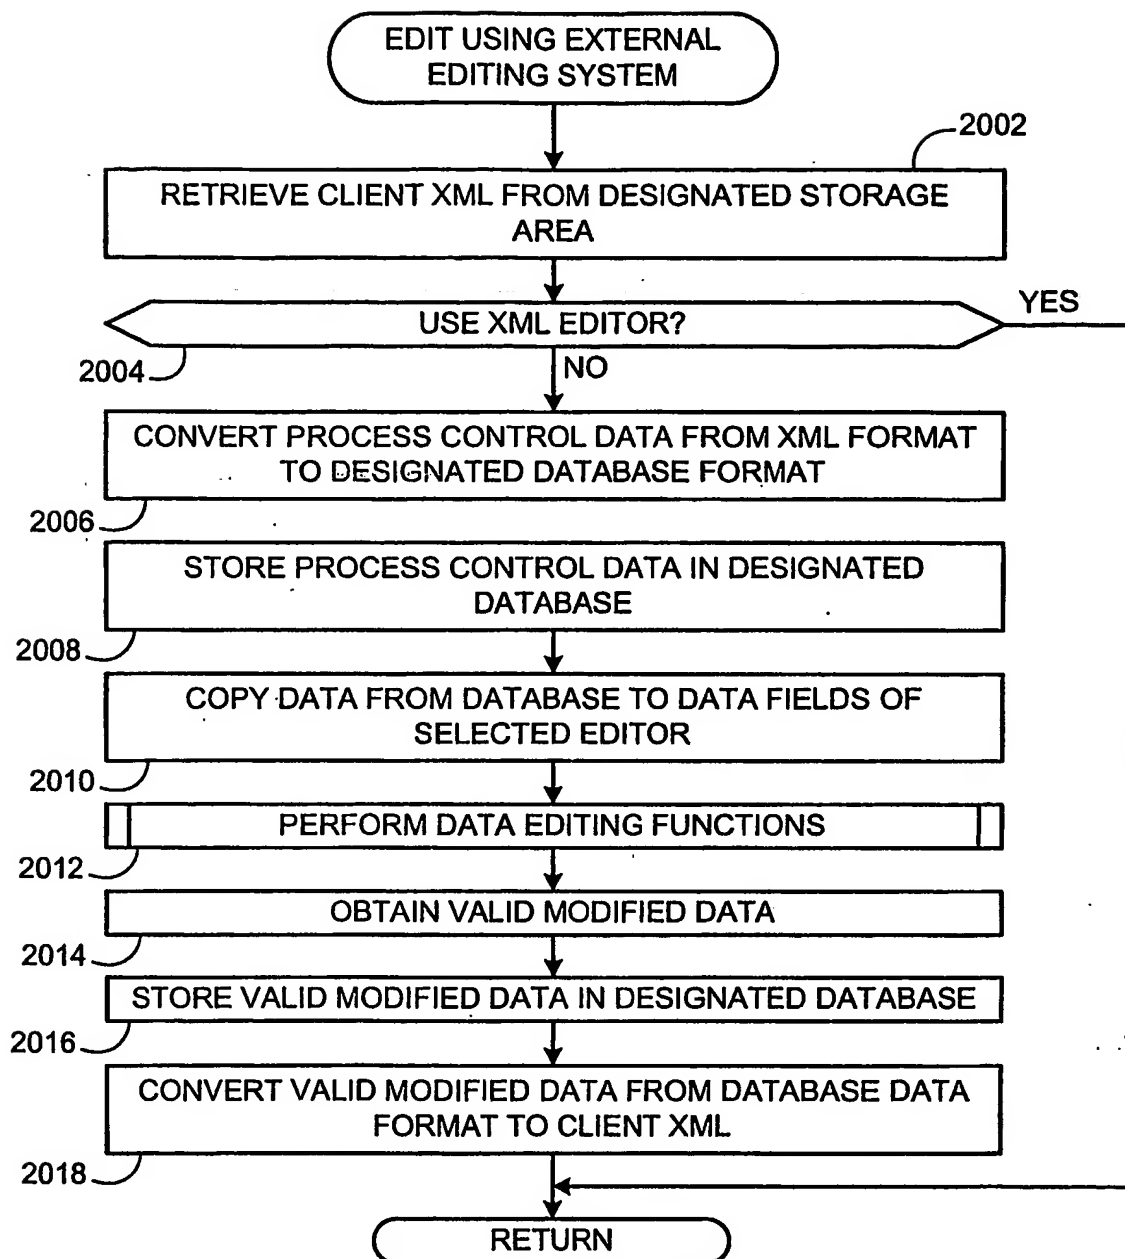 EDIT USING EXTERNAL
EDITING SYSTEM
2002
RETRIEVE CLIENT XML FROM DESIGNATED STORAGE
AREA
YES
USE XML EDITOR?
2004
NO
CONVERT PROCESS CONTROL DATA FROM XML FORMAT
TO DESIGNATED DATABASE FORMAT
2006
STORE PROCESS CONTROL DATA IN DESIGNATED
DATABASE
2008
COPY DATA FROM DATABASE TO DATA FIELDS OF
SELECTED EDITOR
2010
PERFORM DATA EDITING FUNCTIONS
2012
OBTAIN VALID MODIFIED DATA
2014
STORE VALID MODIFIED DATA IN DESIGNATED DATABASE
2016
CONVERT VALID MODIFIED DATA FROM DATABASE DATA
FORMAT TO CLIENT XML
2018
RETURN